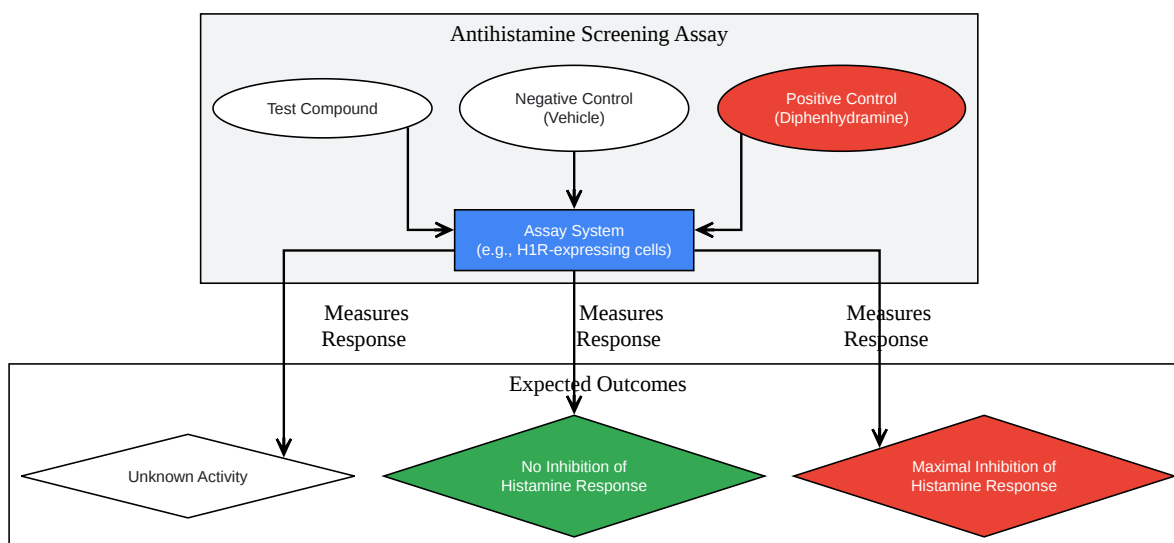 Antihistamine Screening Assay
Test Compound
Negative Control
(Vehicle)
Positive Control
(Diphenhydramine)
Assay System
(e.g., H1R-expressing cells)
Measures
Response
Measures
Response
Measures
Response
Expected Outcomes
Unknown Activity
No Inhibition of
Histamine Response
Maximal Inhibition of
Histamine Response